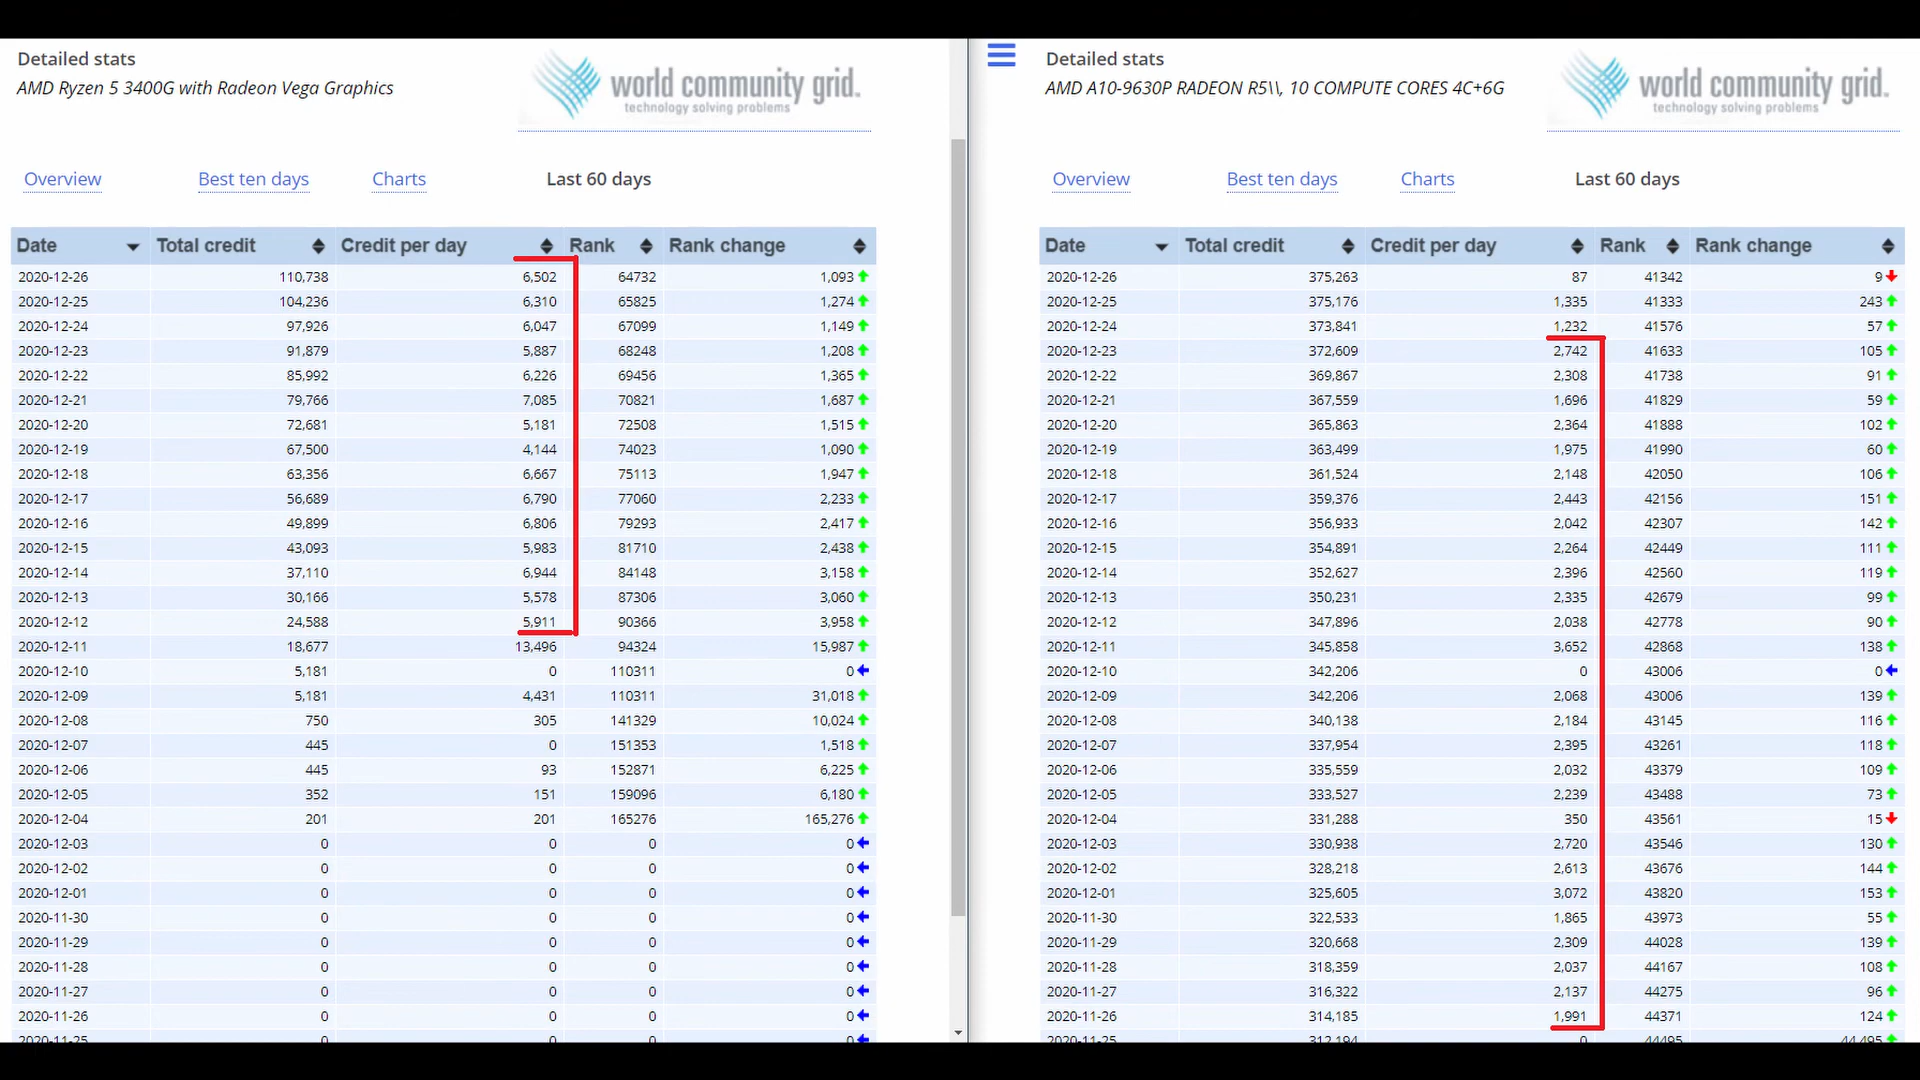 Detailed stats
AMD Ryzen 5 3400G with Radeon Vega Graphics
world community grid.
technology solving problems
Overview Best ten days Charts Last 60 days
Date Total credit Credit per day Rank Rank change
2020-12-26 110,738 6,502 64732 1,093
2020-12-25 104,236 6,310 65825 1,274
2020-12-24 97,926 6,047 67099 1,149
2020-12-23 91,879 5,887 68248 1,208
2020-12-22 85,992 6,226 69456 1,365
2020-12-21 79,766 7,085 70821 1,687
2020-12-20 72,681 5,181 72508 1,515
2020-12-19 67,500 4,144 74023 1,090
2020-12-18 63,356 6,667 75113 1,947
2020-12-17 56,689 6,790 77060 2,233
2020-12-16 49,899 6,806 79293 2,417
2020-12-15 43,093 5,983 81710 2,438
2020-12-14 37,110 6,944 84148 3,158
2020-12-13 30,166 5,578 87306 3,060
2020-12-12 24,588 5,911 90366 3,958
2020-12-11 18,677 13,496 94324 15,987
2020-12-10 5,181 0 110311 0
2020-12-09 5,181 4,431 110311 31,018
2020-12-08 750 305 141329 10,024
2020-12-07 445 0 151353 1,518
2020-12-06 445 93 152871 6,225
2020-12-05 352 151 159096 6,180
2020-12-04 201 201 165276 165,276
2020-12-03 0 0 0 0
2020-12-02 0 0 0 0
2020-12-01 0 0 0 0
2020-11-30 0 0 0 0
2020-11-29 0 0 0 0
2020-11-28 0 0 0 0
2020-11-27 0 0 0 0
2020-11-26 0 0 0 0
2020-11-25 0 0 0 0
Detailed stats
AMD A10-9630P RADEON R5\\, 10 COMPUTE CORES 4C+6G
world community grid.
technology solving problems
Overview Best ten days Charts Last 60 days
Date Total credit Credit per day Rank Rank change
2020-12-26 375,263 87 41342 9
2020-12-25 375,176 1,335 41333 243
2020-12-24 373,841 1,232 41576 57
2020-12-23 372,609 2,742 41633 105
2020-12-22 369,867 2,308 41738 91
2020-12-21 367,559 1,696 41829 59
2020-12-20 365,863 2,364 41888 102
2020-12-19 363,499 1,975 41990 60
2020-12-18 361,524 2,148 42050 106
2020-12-17 359,376 2,443 42156 151
2020-12-16 356,933 2,042 42307 142
2020-12-15 354,891 2,264 42449 111
2020-12-14 352,627 2,396 42560 119
2020-12-13 350,231 2,335 42679 99
2020-12-12 347,896 2,038 42778 90
2020-12-11 345,858 3,652 42868 138
2020-12-10 342,206 0 43006 0
2020-12-09 342,206 2,068 43006 139
2020-12-08 340,138 2,184 43145 116
2020-12-07 337,954 2,395 43261 118
2020-12-06 335,559 2,032 43379 109
2020-12-05 333,527 2,239 43488 73
2020-12-04 331,288 350 43561 15
2020-12-03 330,938 2,720 43546 130
2020-12-02 328,218 2,613 43676 144
2020-12-01 325,605 3,072 43820 153
2020-11-30 322,533 1,865 43973 55
2020-11-29 320,668 2,309 44028 139
2020-11-28 318,359 2,037 44167 108
2020-11-27 316,322 2,137 44275 96
2020-11-26 314,185 1,991 44371 124
2020-11-25 312,194 0 44495 44,495